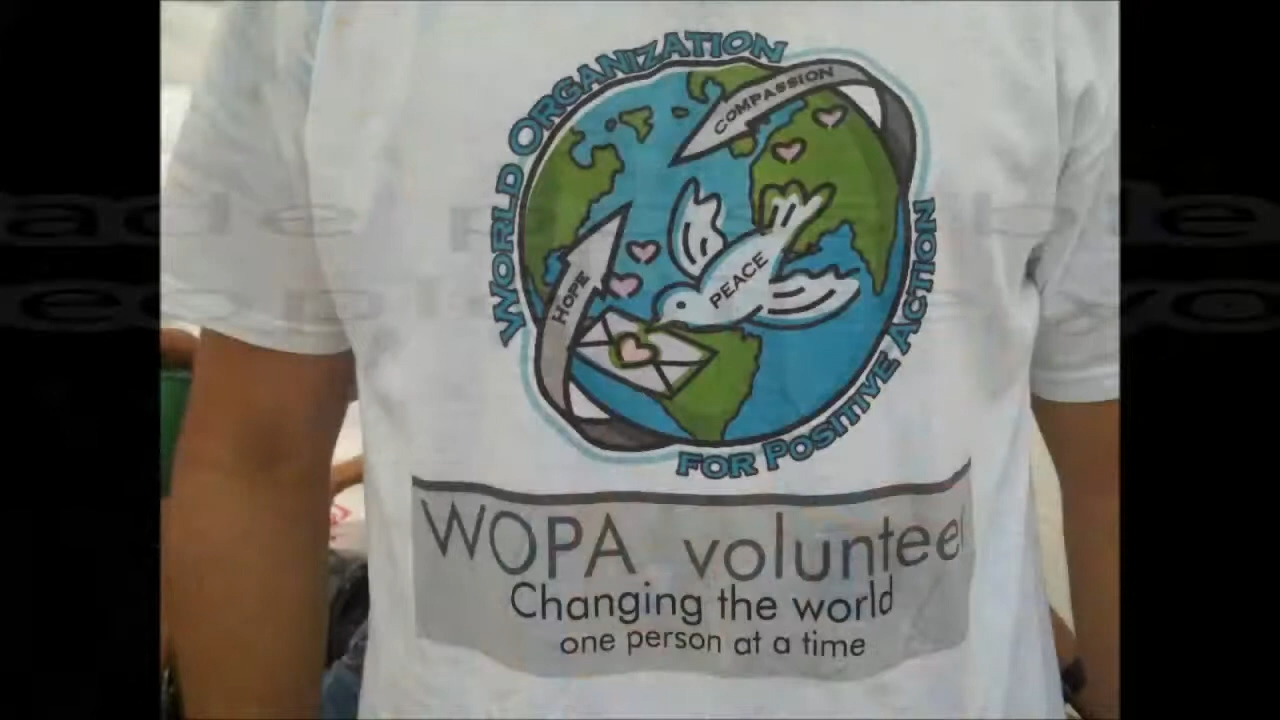 WORLD ORGANIZATION
COMPASSION
HOPE
PEACE
FOR POSITIVE ACTION
WOPA volunteer
Changing the world
one person at a time